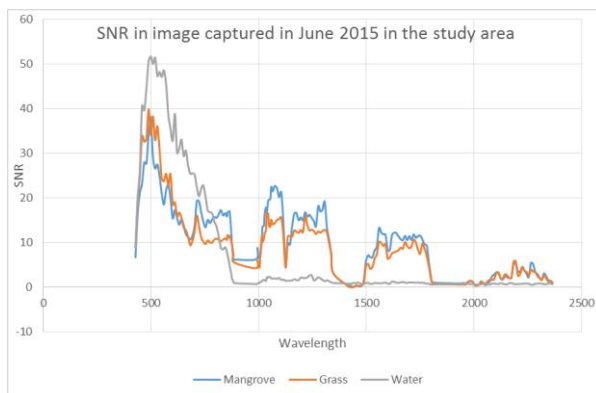 SNR in image captured in June 2015 in the study area
60
50
40
30
20
10
0
-10
SNR
0 500 1000 1500 2000 2500
Wavelength
Mangrove Grass Water